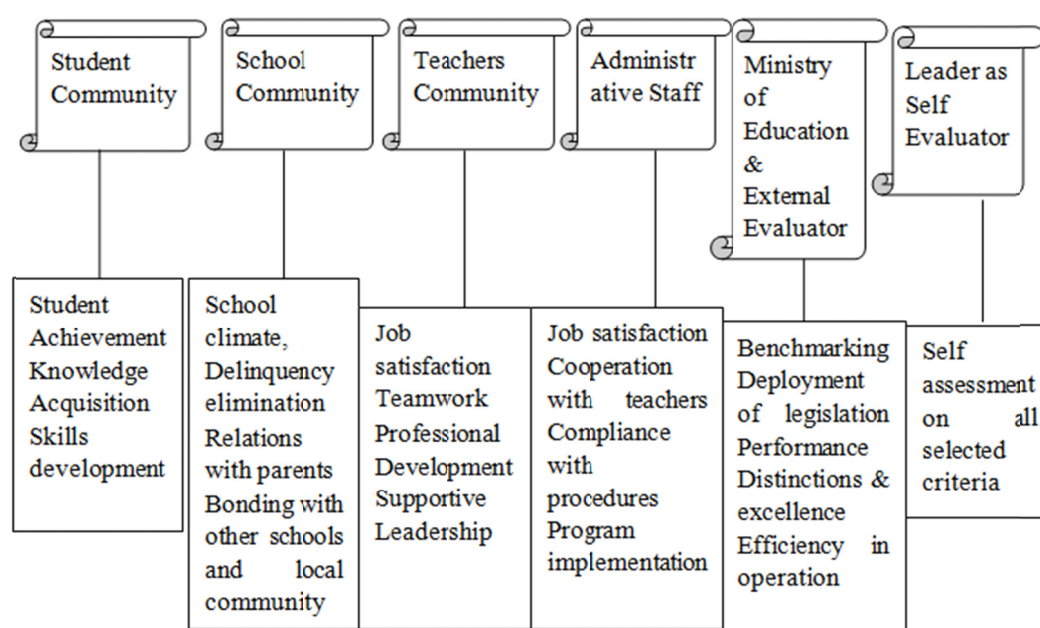 Student
Community
School
Community
Teachers
Community
Administr
ative Staff
Ministry
of
Education
&
External
Evaluator
Leader as
Self
Evaluator
Student
Achievement
Knowledge
Acquisition
Skills
development
School
climate,
Delinquency
elimination
Relations
with parents
Bonding with
other schools
and local
community
Job
satisfaction
Teamwork
Professional
Development
Supportive
Leadership
Job satisfaction
Cooperation
with teachers
Compliance
with
procedures
Program
implementation
Benchmarking
Deployment
of legislation
Performance
Distinctions &
excellence
Efficiency in
operation
Self
assessment
on all
selected
criteria